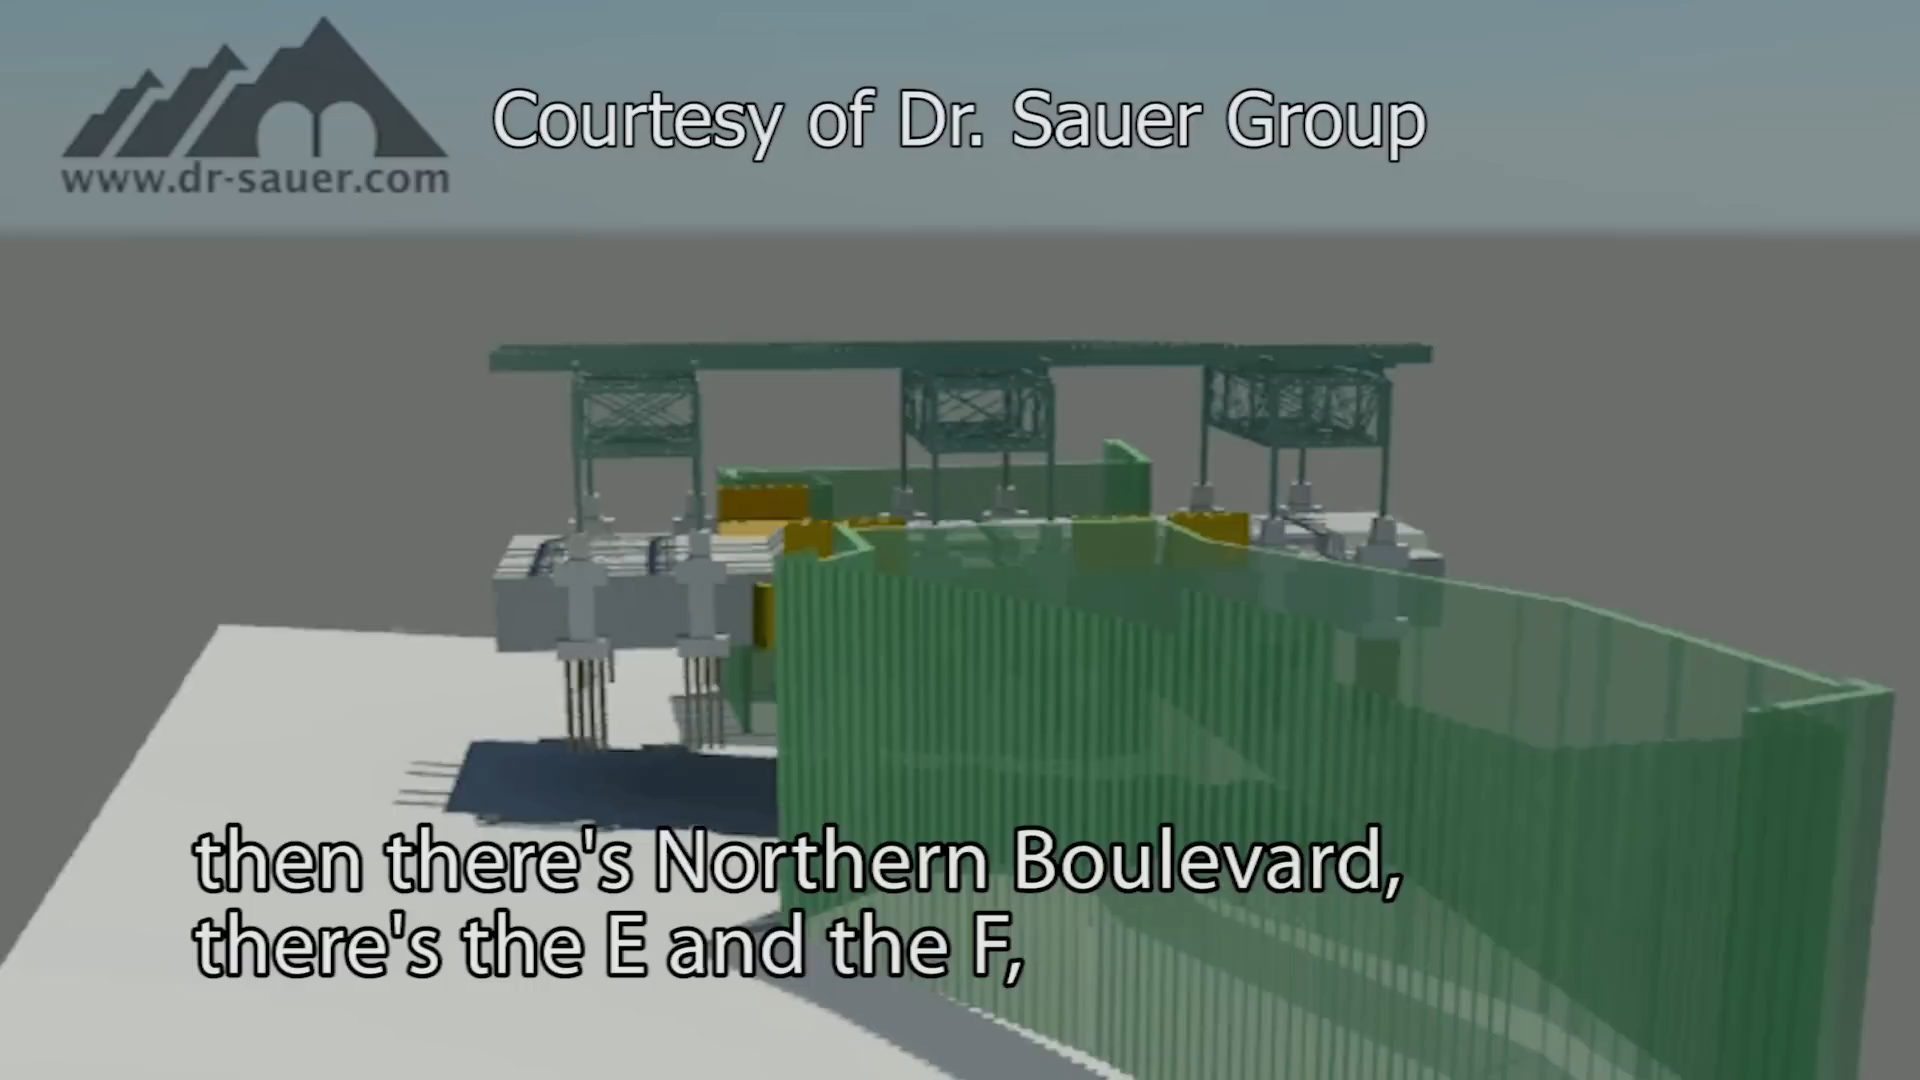 Courtesy of Dr. Sauer Group
www.dr-sauer.com
then there's Northern Boulevard,
there's the E and the F,